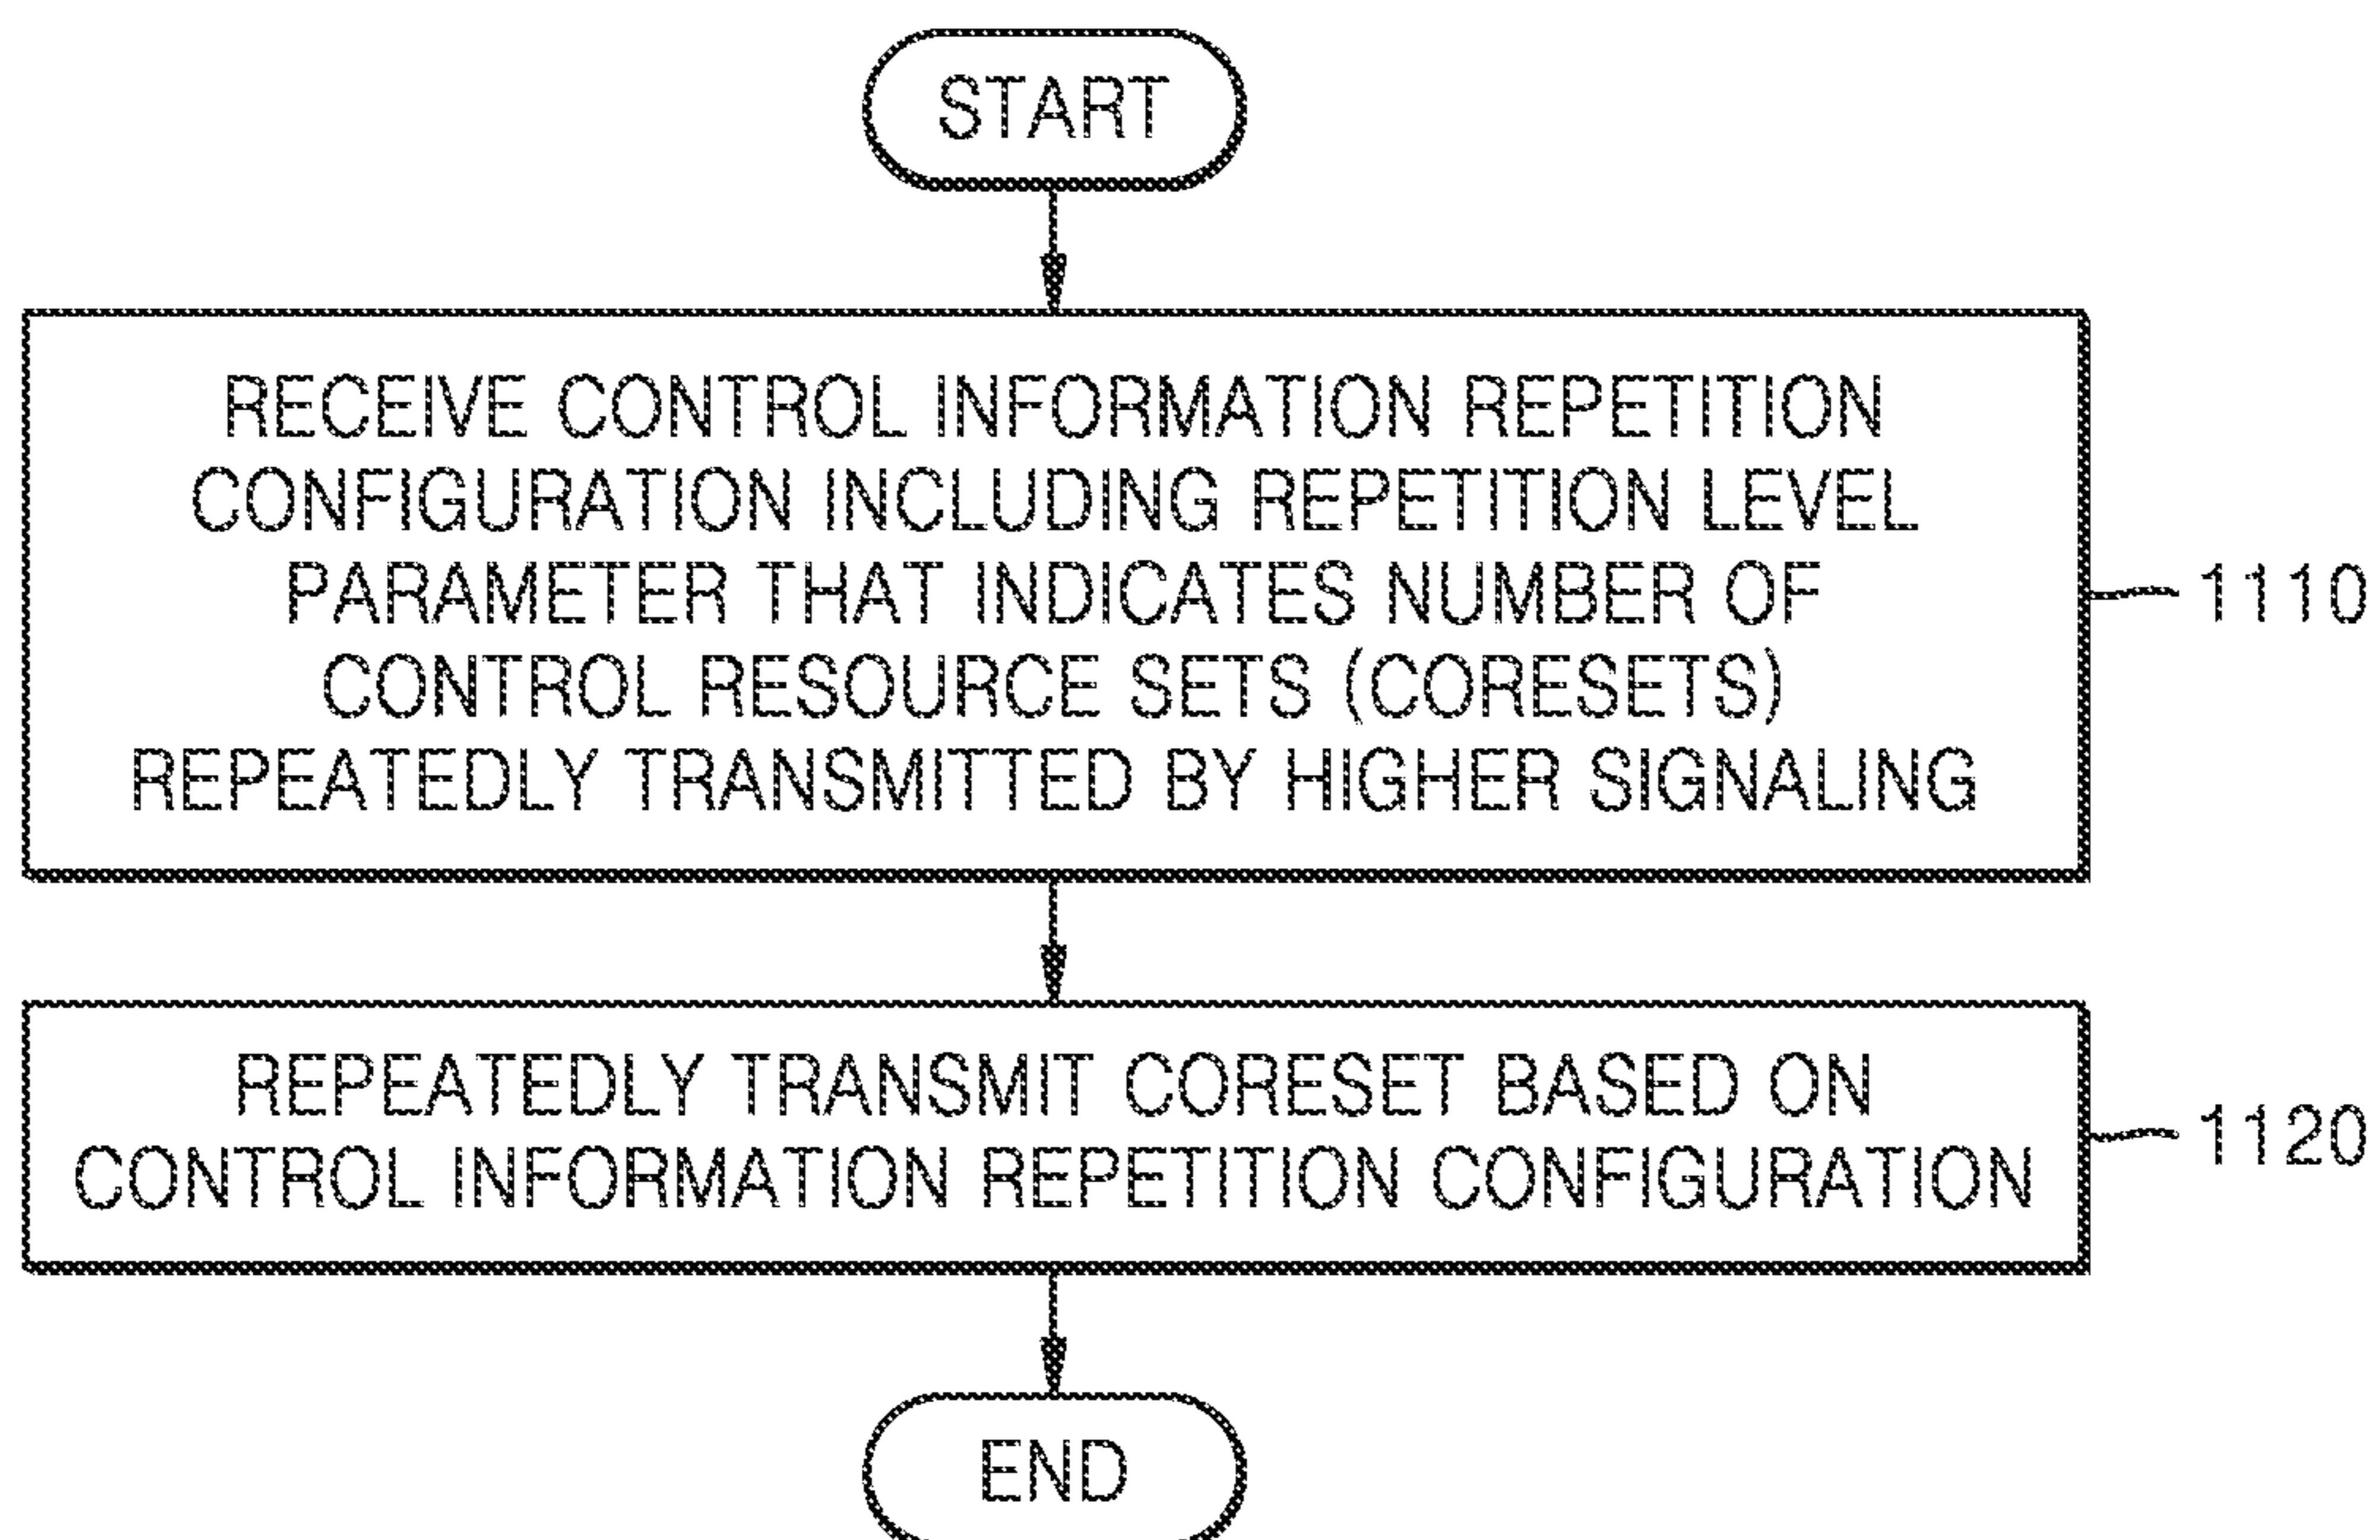 START
RECEIVE CONTROL INFORMATION REPETITION
CONFIGURATION INCLUDING REPETITION LEVEL
PARAMETER THAT INDICATES NUMBER OF
CONTROL RESOURCE SETS (CORESETS)
REPEATEDLY TRANSMITTED BY HIGHER SIGNALING
1110
REPEATEDLY TRANSMIT CORESET BASED ON
CONTROL INFORMATION REPETITION CONFIGURATION
1120
END